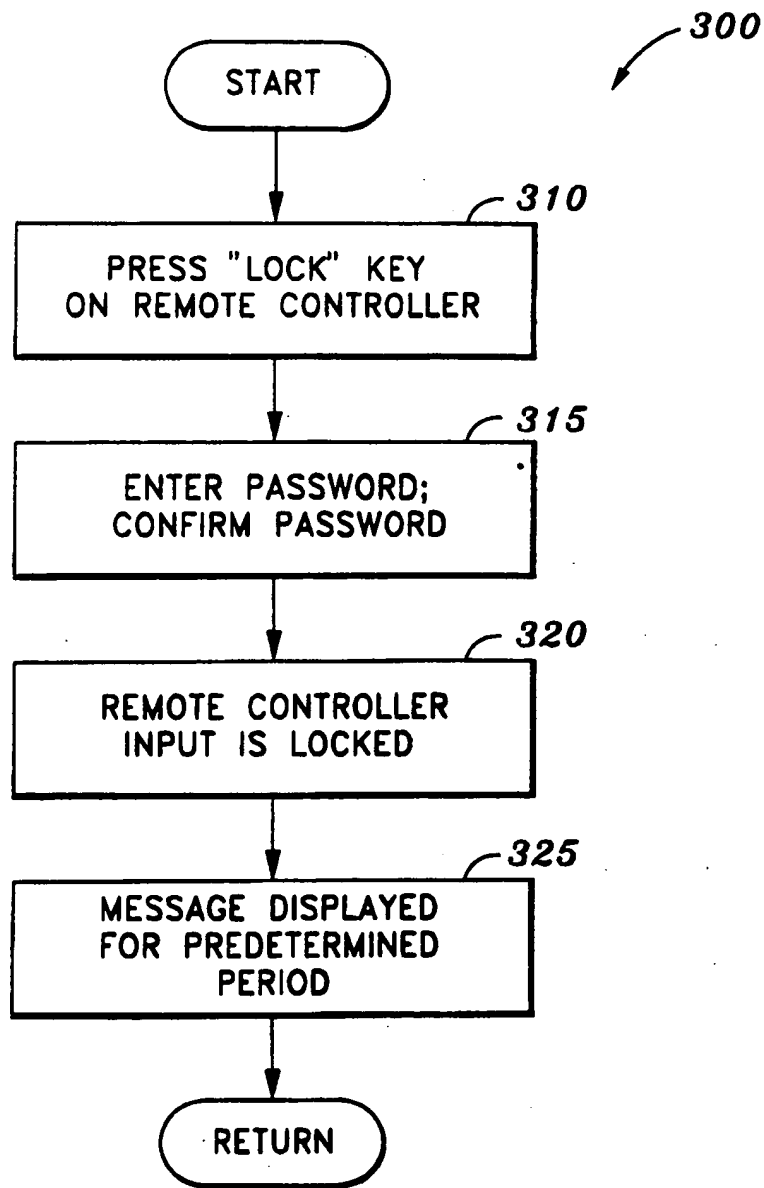 300
START
310
PRESS "LOCK" KEY
ON REMOTE CONTROLLER
315
ENTER PASSWORD;
CONFIRM PASSWORD
320
REMOTE CONTROLLER
INPUT IS LOCKED
325
MESSAGE DISPLAYED
FOR PREDETERMINED
PERIOD
RETURN